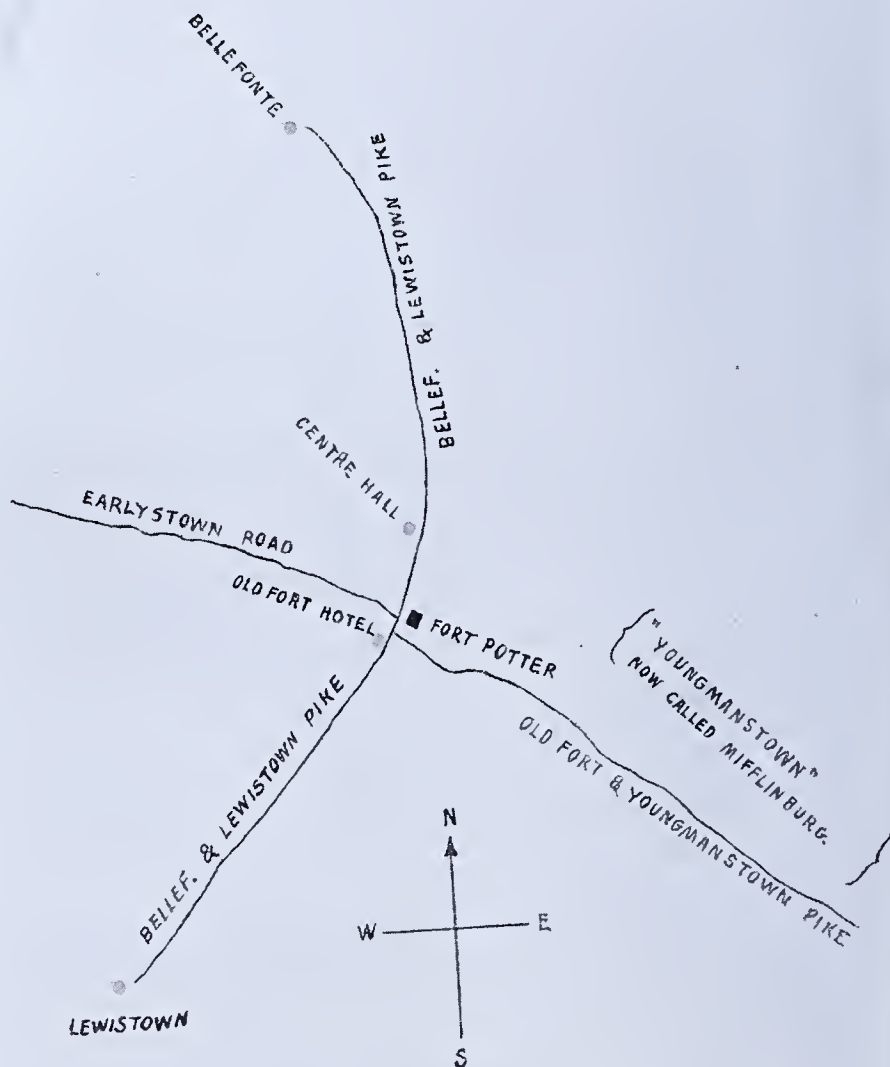 BELLEFONTE
BELLEF. & LEWISTOWN PIKE
CENTRE HALL
EARLYSTOWN ROAD
OLD FORT HOTEL
FORT POTTER
"YOUNGMANSTOWN"
NOW CALLED MIFFLINBURG.
OLD FORT & YOUNGMANSTOWN PIKE
BELLEF. & LEWISTOWN PIKE
N
W
E
S
LEWISTOWN